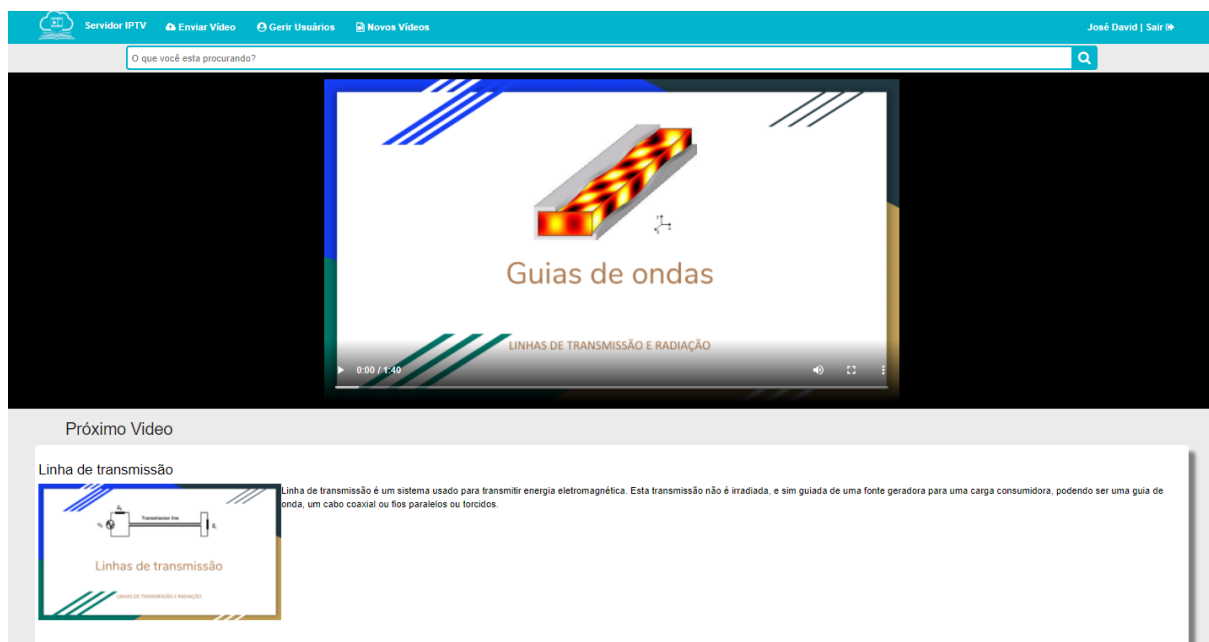 Servidor IPTV Enviar Vídeo Gerir Usuários Novos Vídeos José David | Sair
O que você esta procurando?
Guias de ondas
LINHAS DE TRANSMISSÃO E RADIAÇÃO
0:00 / 1:40
Próximo Video
Linha de transmissão
Linha de transmissão é um sistema usado para transmitir energia eletromagnética. Esta transmissão não é irradiada, e sim guiada de uma fonte geradora para uma carga consumidora, podendo ser uma guia de
onda, um cabo coaxial ou fios paralelos ou torcidos.
Transmission line
Linhas de transmissão
LINHAS DE TRANSMISSÃO E RADIAÇÃO